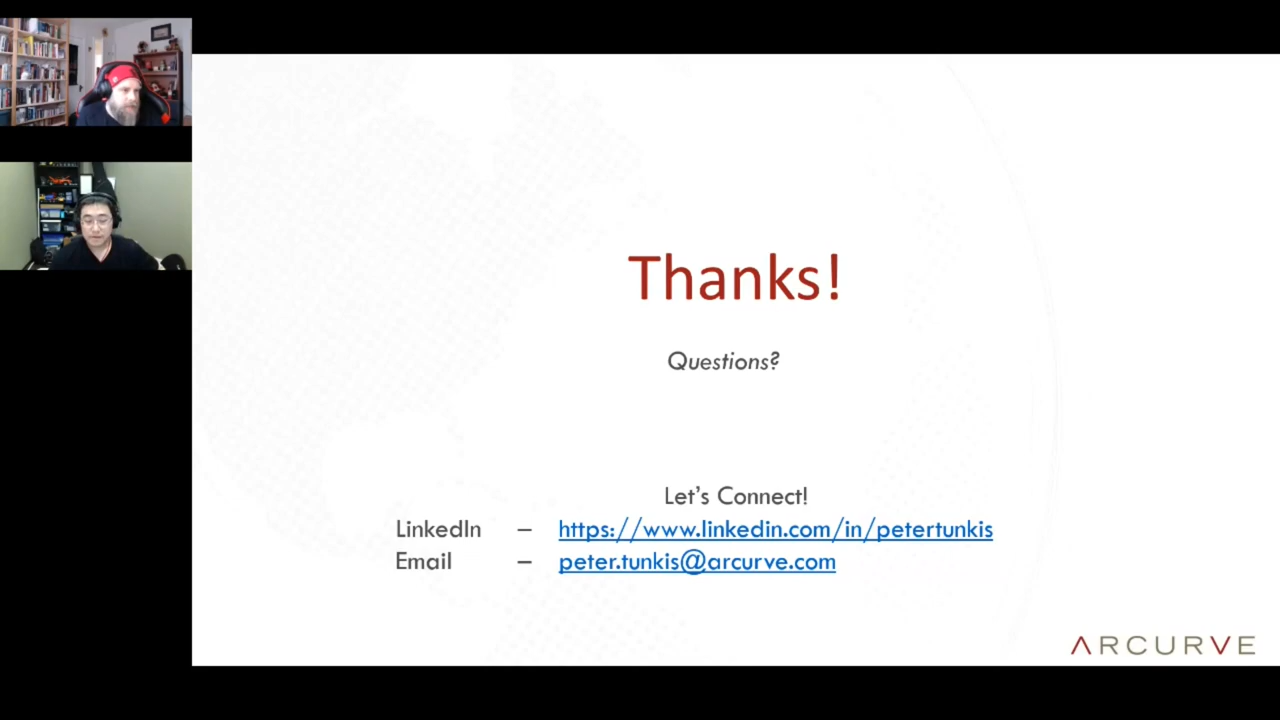 Thanks!
Questions?
Let's Connect!
LinkedIn – https://www.linkedin.com/in/petertunkis
Email – peter.tunkis@arcurve.com
ARCURVE